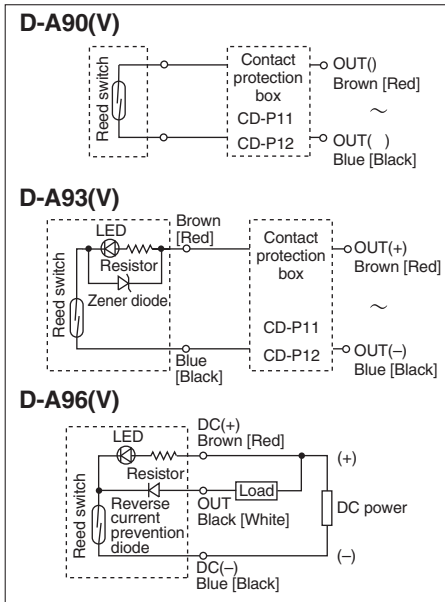 D-A90(V)
Reed switch
Contact
protection
box
CD-P11
CD-P12
OUT()
Brown [Red]
~
OUT( )
Blue [Black]
D-A93(V)
Reed switch
LED
Resistor
Zener diode
Brown
[Red]
Blue
[Black]
Contact
protection
box
CD-P11
CD-P12
OUT(+)
Brown [Red]
~
OUT(–)
Blue [Black]
D-A96(V)
Reed switch
LED
Resistor
Reverse
current
prevention
diode
DC(+)
Brown [Red]
Load
OUT
Black [White]
DC(–)
Blue [Black]
(+)
DC power
(–)